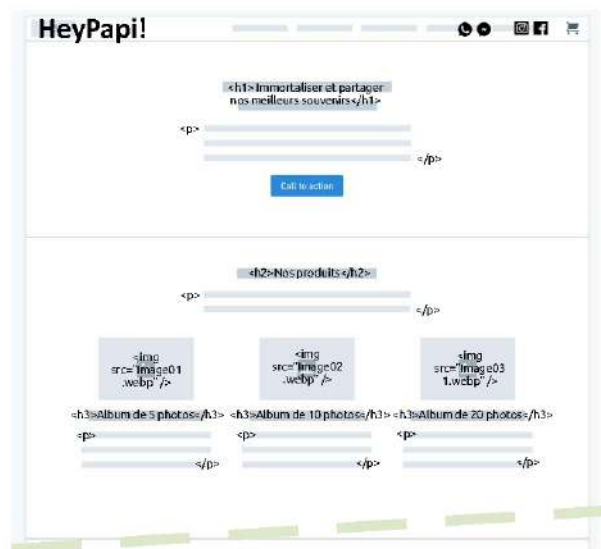 HeyPapi!
<h1>Immortaliser et partager
nos meilleurs souvenirs</h1>
<p>
</p>
Call to action
<h2>Nos produits</h2>
<p>
</p>
<img
src="Image01
.webp" />
<img
src="Image02
.webp" />
<img
src="Image03
1.webp" />
<h3>Album de 5 photos</h3> <h3>Album de 10 photos</h3> <h3>Album de 20 photos</h3>
<p> <p> <p>
</p> </p> </p>